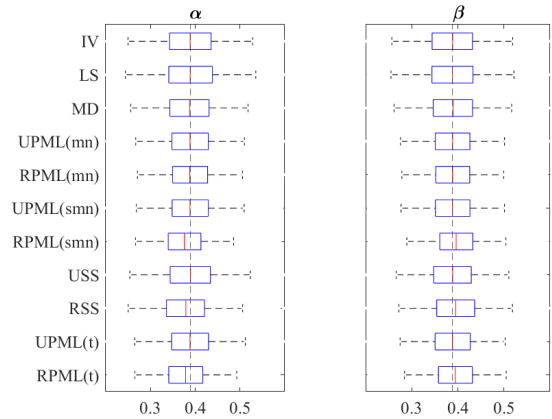 α β
IV
LS
MD
UPML(mn)
RPML(mn)
UPML(smn)
RPML(smn)
USS
RSS
UPML(t)
RPML(t)
0.3 0.4 0.5 0.3 0.4 0.5